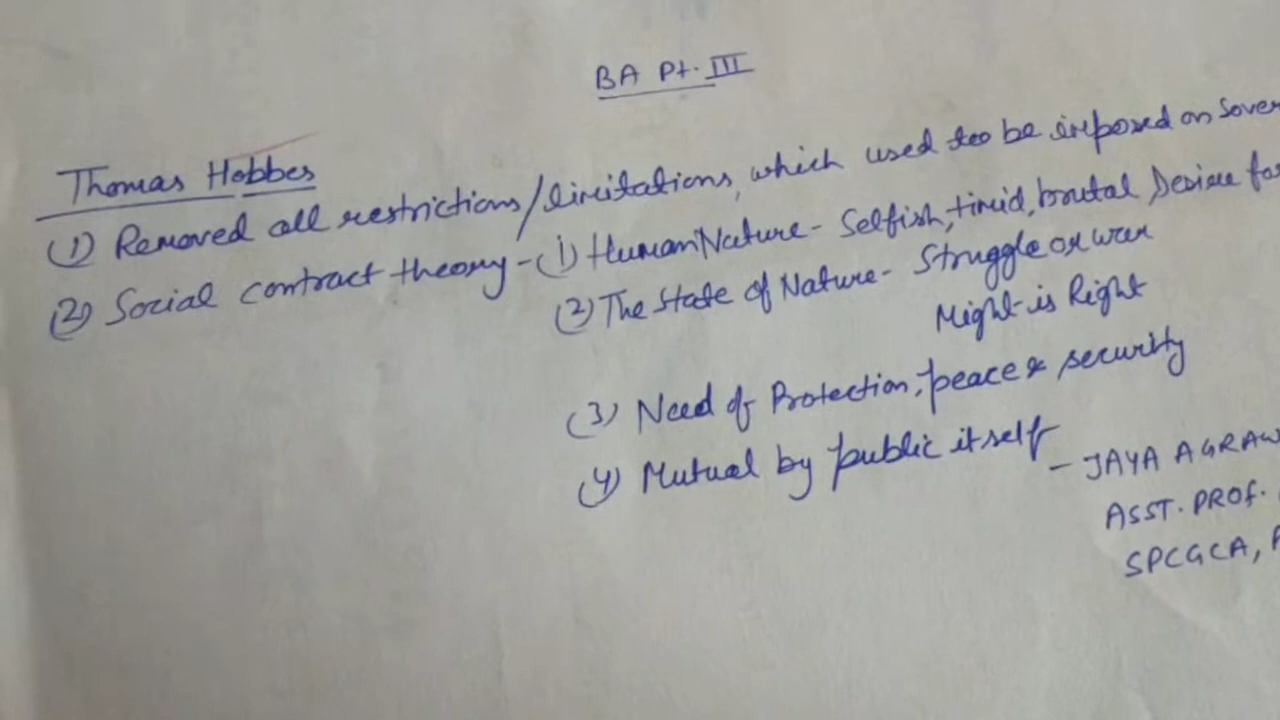 BA Pt. III
Thomas Hobbes
(1) Removed all restrictions/limitations, which used too be imposed on Sover
(2) Social contract theory - (1) Human Nature - Selfish, timid, brutal, Desire fo
(2) The State of Nature - Struggle or war
Might is Right
(3) Need of Protection, peace & security
(4) Mutual by public itself
- JAYA AGRAW
ASST. PROF.
SPCGCA,